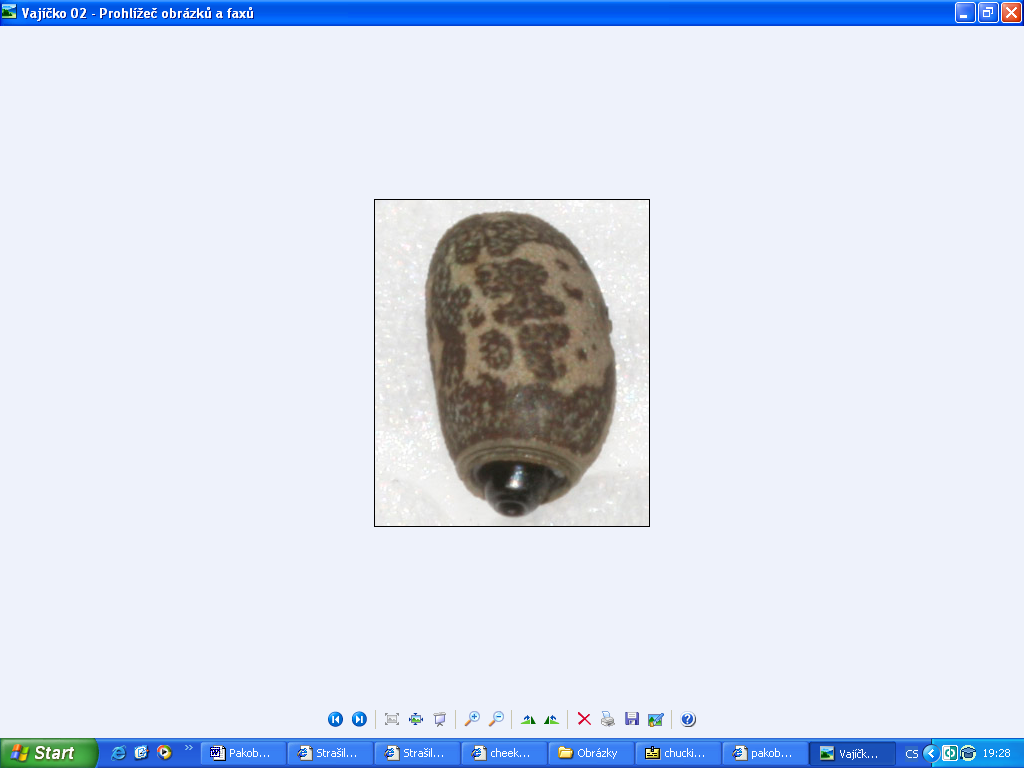 Vajíčko 02 - Prohlížeč obrázků a faxů
Start
Pakob...
Strašil...
Strašil...
cheek...
Obrázky
chucki...
pakob...
Vajíčk...
CS
19:28